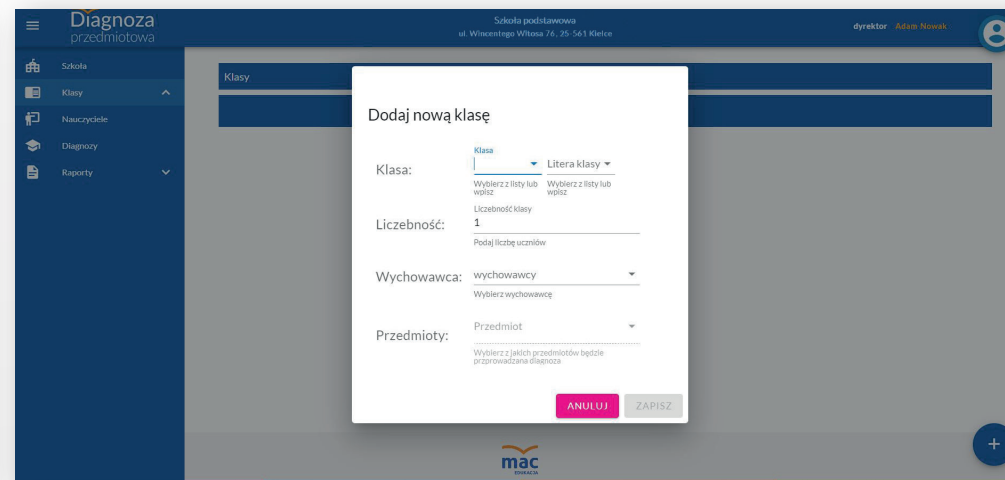 Diagnoza
przedmiotowa
Szkoła podstawowa
ul. Wincentego Witosa 76, 25-561 Kielce
dyrektor Adam Nowak
Szkoła
Klasy
Nauczyciele
Diagnozy
Raporty
Klasy
Dodaj nową klasę
Klasa:
Klasa
Litera klasy
Wybierz z listy lub
wpisz
Wybierz z listy lub
wpisz
Liczebność:
Liczebność klasy
1
Podaj liczbę uczniów
Wychowawca:
wychowawcy
Wybierz wychowawcę
Przedmioty:
Przedmiot
Wybierz z jakich przedmiotów będzie
przprowadzana diagnoza
ANULUJ
ZAPISZ
mac
EDUKACJA